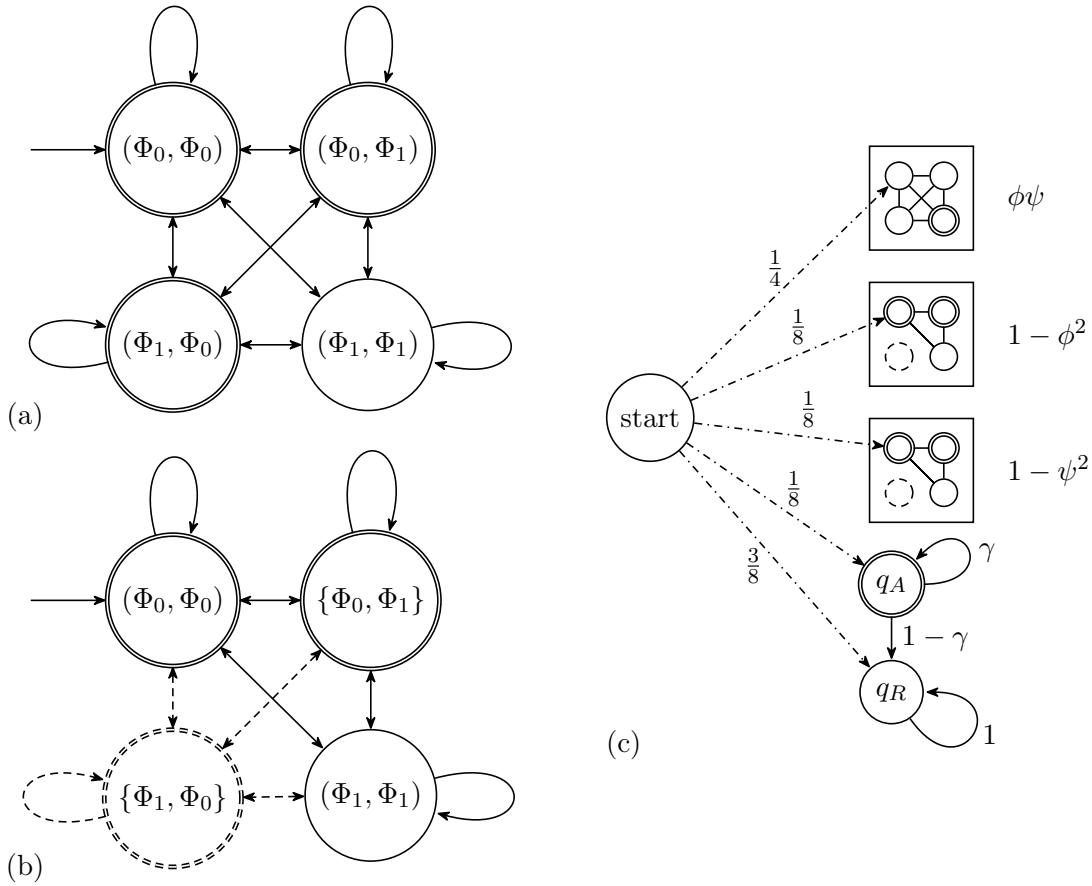 (Φ₀, Φ₀)
(Φ₀, Φ₁)
(Φ₁, Φ₀)
(Φ₁, Φ₁)
(a)
(Φ₀, Φ₀)
{Φ₀, Φ₁}
{Φ₁, Φ₀}
(Φ₁, Φ₁)
(b)
start
1/4
1/8
1/8
1/8
3/8
ϕψ
1 − ϕ²
1 − ψ²
q_A
γ
1 − γ
q_R
1
(c)